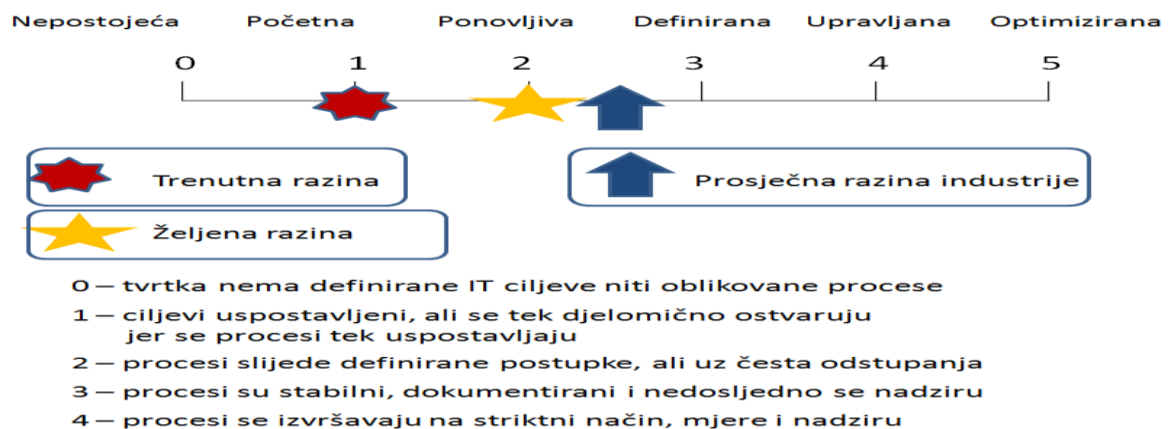 Nepostojeća Početna Ponovljiva Definirana Upravljana Optimizirana
0 1 2 3 4 5
Trenutna razina
Prosječna razina industrije
Željena razina
0 – tvrtka nema definirane IT ciljeve niti oblikovane procese
1 – ciljevi uspostavljeni, ali se tek djelomično ostvaruju
jer se procesi tek uspostavljaju
2 – procesi slijede definirane postupke, ali uz česta odstupanja
3 – procesi su stabilni, dokumentirani i nedosljedno se nadziru
4 – procesi se izvršavaju na striktni način, mjere i nadziru